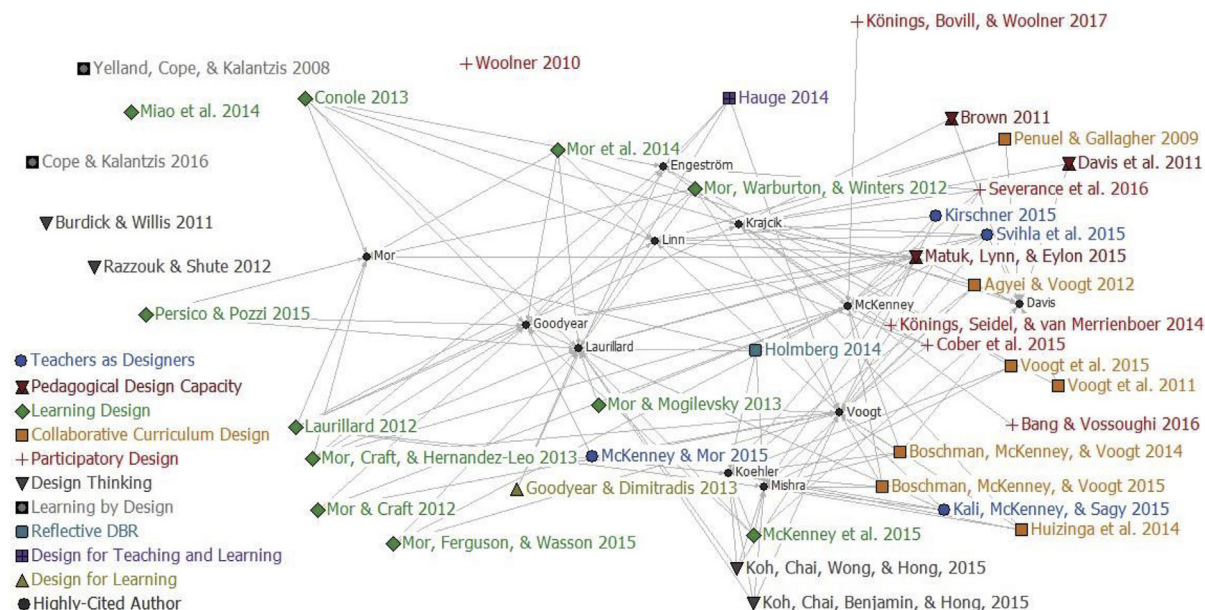 Könings, Bovill, & Woolner 2017
Woolner 2010
Yelland, Cope, & Kalantzis 2008
Conole 2013
Hauge 2014
Miao et al. 2014
Brown 2011
Penuel & Gallagher 2009
Mor et al. 2014
Cope & Kalantzis 2016
Engeström
Davis et al. 2011
Mor, Warburton, & Winters 2012
Severance et al. 2016
Burdick & Willis 2011
Krajcik
Kirschner 2015
Linn
Svihla et al. 2015
Mor
Matuk, Lynn, & Eylon 2015
Razzouk & Shute 2012
Agyei & Voogt 2012
McKenney
Davis
Persico & Pozzi 2015
Goodyear
Könings, Seidel, & van Merrienboer 2014
Laurillard
Holmberg 2014
Cober et al. 2015
Teachers as Designers
Voogt et al. 2015
Pedagogical Design Capacity
Voogt et al. 2011
Learning Design
Mor & Mogilevsky 2013
Voogt
Laurillard 2012
Bang & Vossoughi 2016
Collaborative Curriculum Design
Participatory Design
Mor, Craft, & Hernandez-Leo 2013
McKenney & Mor 2015
Boschman, McKenney, & Voogt 2014
Koehler
Design Thinking
Goodyear & Dimitradis 2013
Mishra
Boschman, McKenney, & Voogt 2015
Learning by Design
Mor & Craft 2012
Kali, McKenney, & Sagy 2015
Reflective DBR
Huizinga et al. 2014
McKenney et al. 2015
Mor, Ferguson, & Wasson 2015
Design for Teaching and Learning
Koh, Chai, Wong, & Hong, 2015
Design for Learning
Highly-Cited Author
Koh, Chai, Benjamin, & Hong, 2015